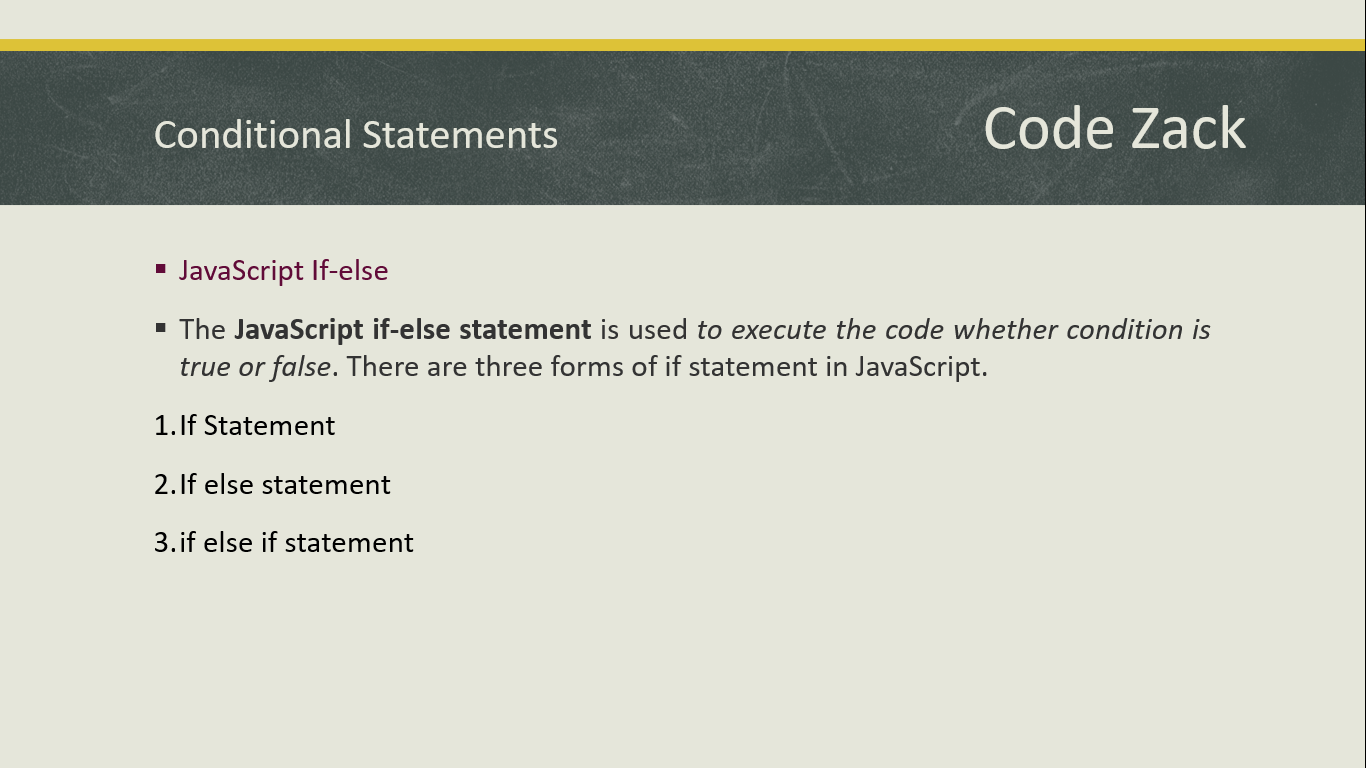 Conditional Statements
Code Zack
▪ JavaScript If-else
▪ The JavaScript if-else statement is used to execute the code whether condition is
true or false. There are three forms of if statement in JavaScript.
1.If Statement
2.If else statement
3.if else if statement